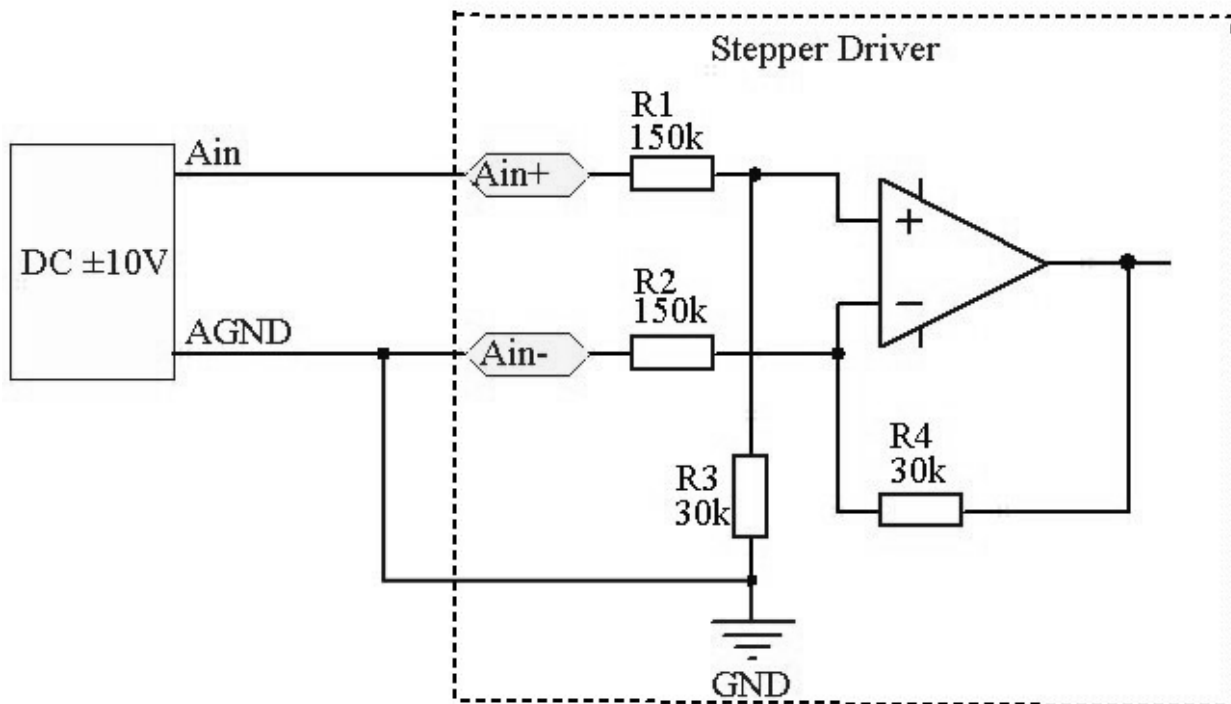 Stepper Driver
R1
150k
Ain
Ain+
+
DC ±10V
R2
150k
AGND
Ain-
−
R4
30k
R3
30k
GND